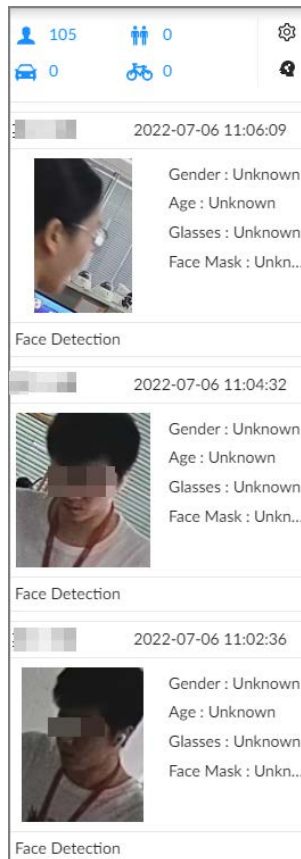 105 0
0 0
2022-07-06 11:06:09
Gender : Unknown
Age : Unknown
Glasses : Unknown
Face Mask : Unkn...
Face Detection
2022-07-06 11:04:32
Gender : Unknown
Age : Unknown
Glasses : Unknown
Face Mask : Unkn...
Face Detection
2022-07-06 11:02:36
Gender : Unknown
Age : Unknown
Glasses : Unknown
Face Mask : Unkn...
Face Detection